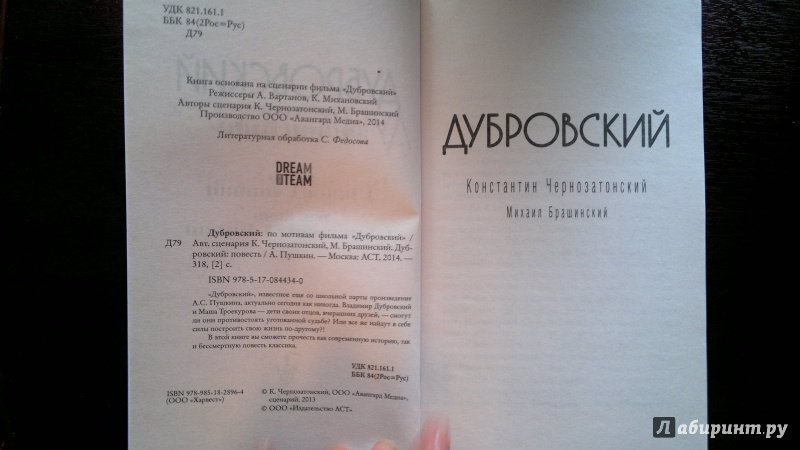 УДК 821.161.1
ББК 84(2Рос=Рус)
Д79
Книга основана на сценарии фильма «Дубровский»
Режиссеры А. Вартанов, К. Михановский
Авторы сценария К. Чернозатонский, М. Брашинский
Производство ООО «Авангард Медиа», 2014
Литературная обработка С. Федосова
DREAM
TEAM
Дубровский: по мотивам фильма «Дубровский» /
Д79 Авт. сценария К. Чернозатонский, М. Брашинский. Дуб-
ровский: повесть / А. Пушкин. — Москва: АСТ, 2014. —
318, [2] с.
ISBN 978-5-17-084434-0
«Дубровский», известное еще со школьной парты произведения
А.С. Пушкина, актуально сегодня как никогда. Владимир Дубровский
и Маша Троекурова — дети своих отцов, вчерашних друзей, — смогут
ли они противостоять уготованной судьбе? Или все же найдут в себе
силы построить свою жизнь по-другому?!
В этой книге вы сможете прочесть как современную историю, так
и бессмертную повесть классика.
УДК 821.161.1
ББК 84(2Рос=Рус)
ISBN 978-985-18-2896-4
(ООО «Харвест»)
© К. Чернозатонский, ООО «Авангард Медиа»,
сценарий, 2013
© ООО «Издательство АСТ»
ДУБРОВСКИЙ
Константин Чернозатонский
Михаил Брашинский
Лабиринт.ру